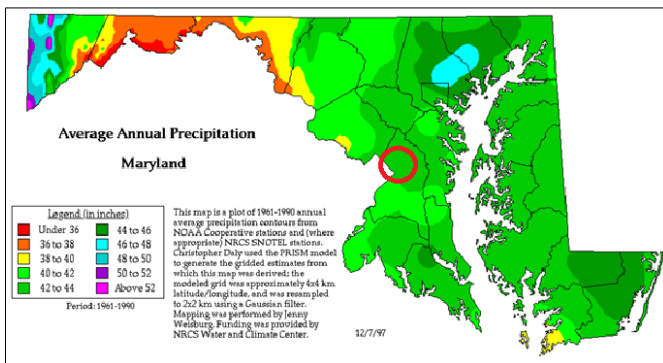 Average Annual Precipitation
Maryland
Legend (in inches)
Under 36
36 to 38
38 to 40
40 to 42
42 to 44
44 to 46
46 to 48
48 to 50
50 to 52
Above 52
Period: 1961-1990
This map is a plot of 1961-1990 annual
average precipitation contours from
NOAA Cooperative stations and (where
appropriate) NRCS SNOTEL stations.
Christopher Daly used the PRISM model
to generate the gridded estimates from
which this map was derived; the
modeled grid was approximately 4x4 km
latitude/longitude, and was resampled
to 2x2 km using a Gaussian filter.
Mapping was performed by Jenny
Weisburg. Funding was provided by
NRCS Water and Climate Center.
12/7/97